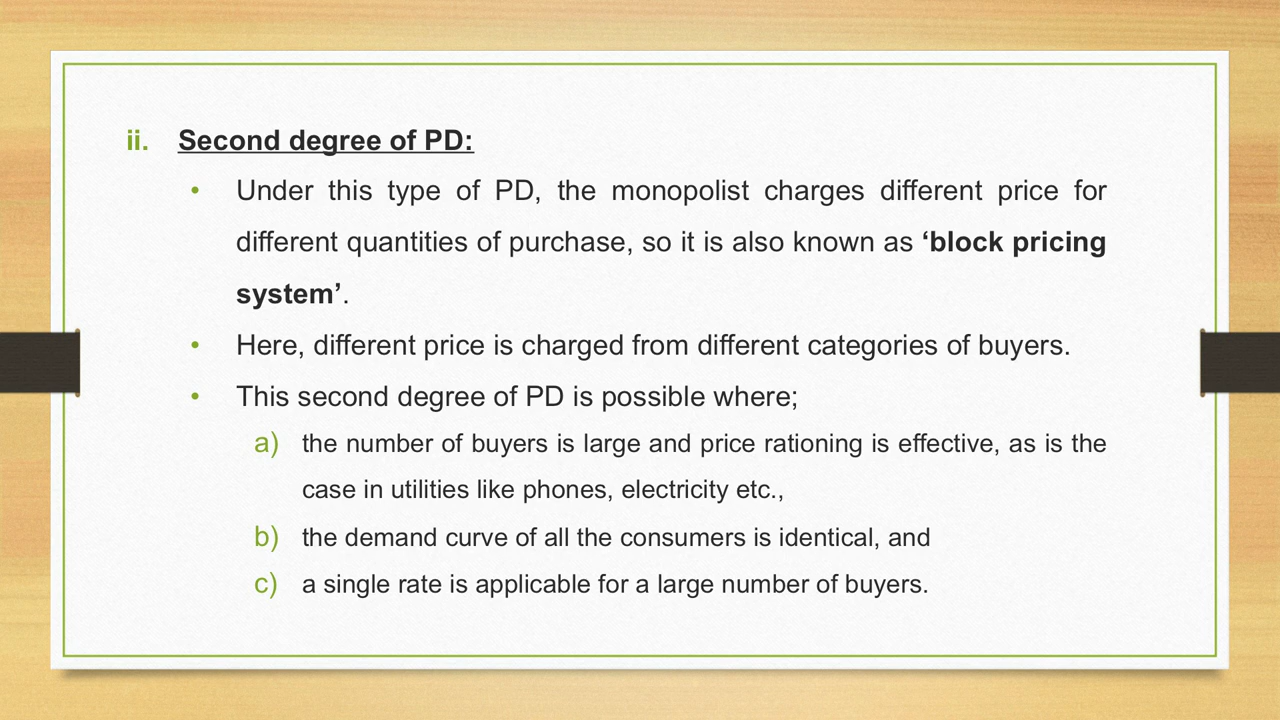 ii. Second degree of PD:
• Under this type of PD, the monopolist charges different price for
different quantities of purchase, so it is also known as ‘block pricing
system’.
• Here, different price is charged from different categories of buyers.
• This second degree of PD is possible where;
a) the number of buyers is large and price rationing is effective, as is the
case in utilities like phones, electricity etc.,
b) the demand curve of all the consumers is identical, and
c) a single rate is applicable for a large number of buyers.